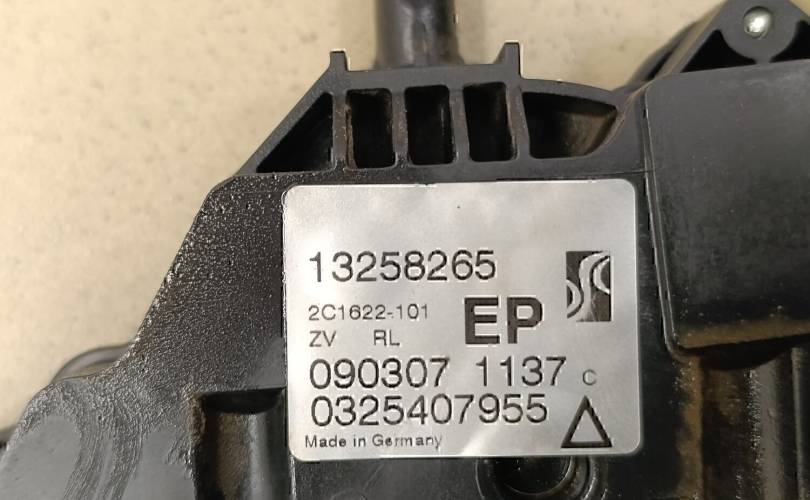 13258265
2C1622-101
EP
ZV RL
090307 1137 C
0325407955
Made in Germany